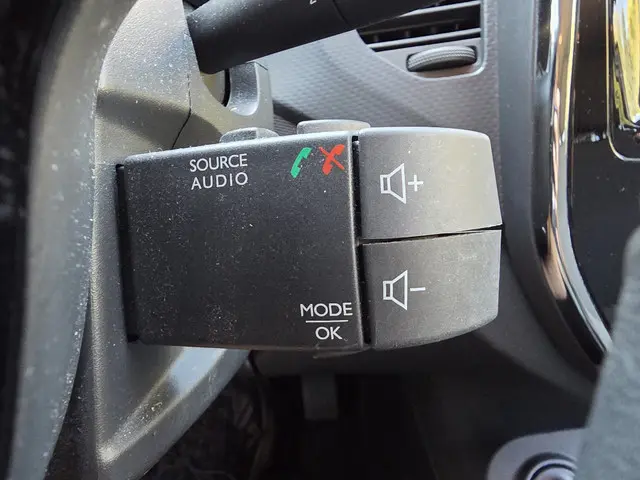 SOURCE
AUDIO
+
-
MODE
OK